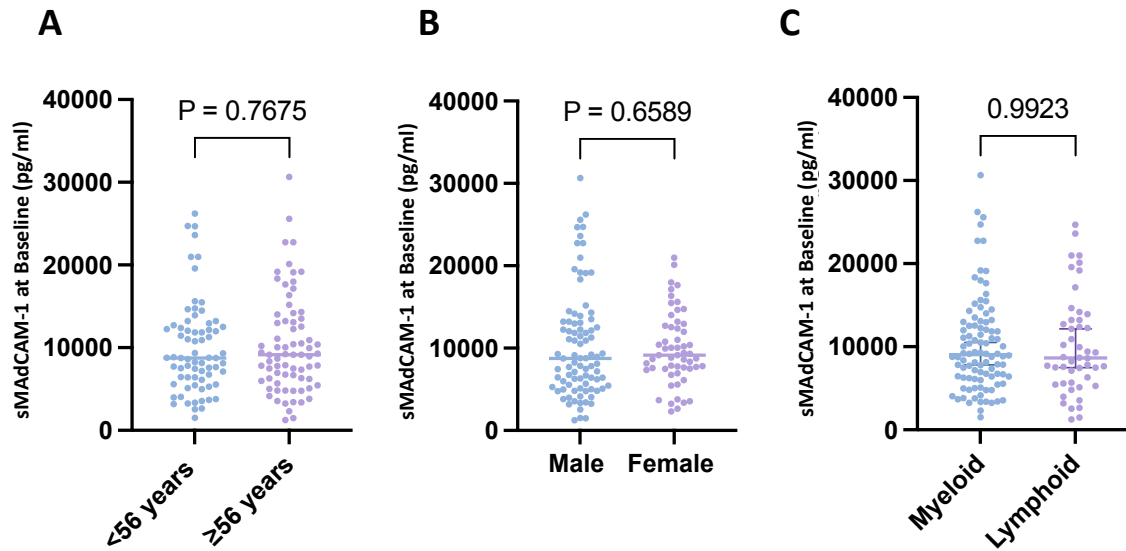 A
sMAdCAM-1 at Baseline (pg/ml)
40000
30000
20000
10000
0
P = 0.7675
<56 years
≥56 years
B
sMAdCAM-1 at Baseline (pg/ml)
40000
30000
20000
10000
0
P = 0.6589
Male Female
C
sMAdCAM-1 at Baseline (pg/ml)
40000
30000
20000
10000
0
0.9923
Myeloid
Lymphoid